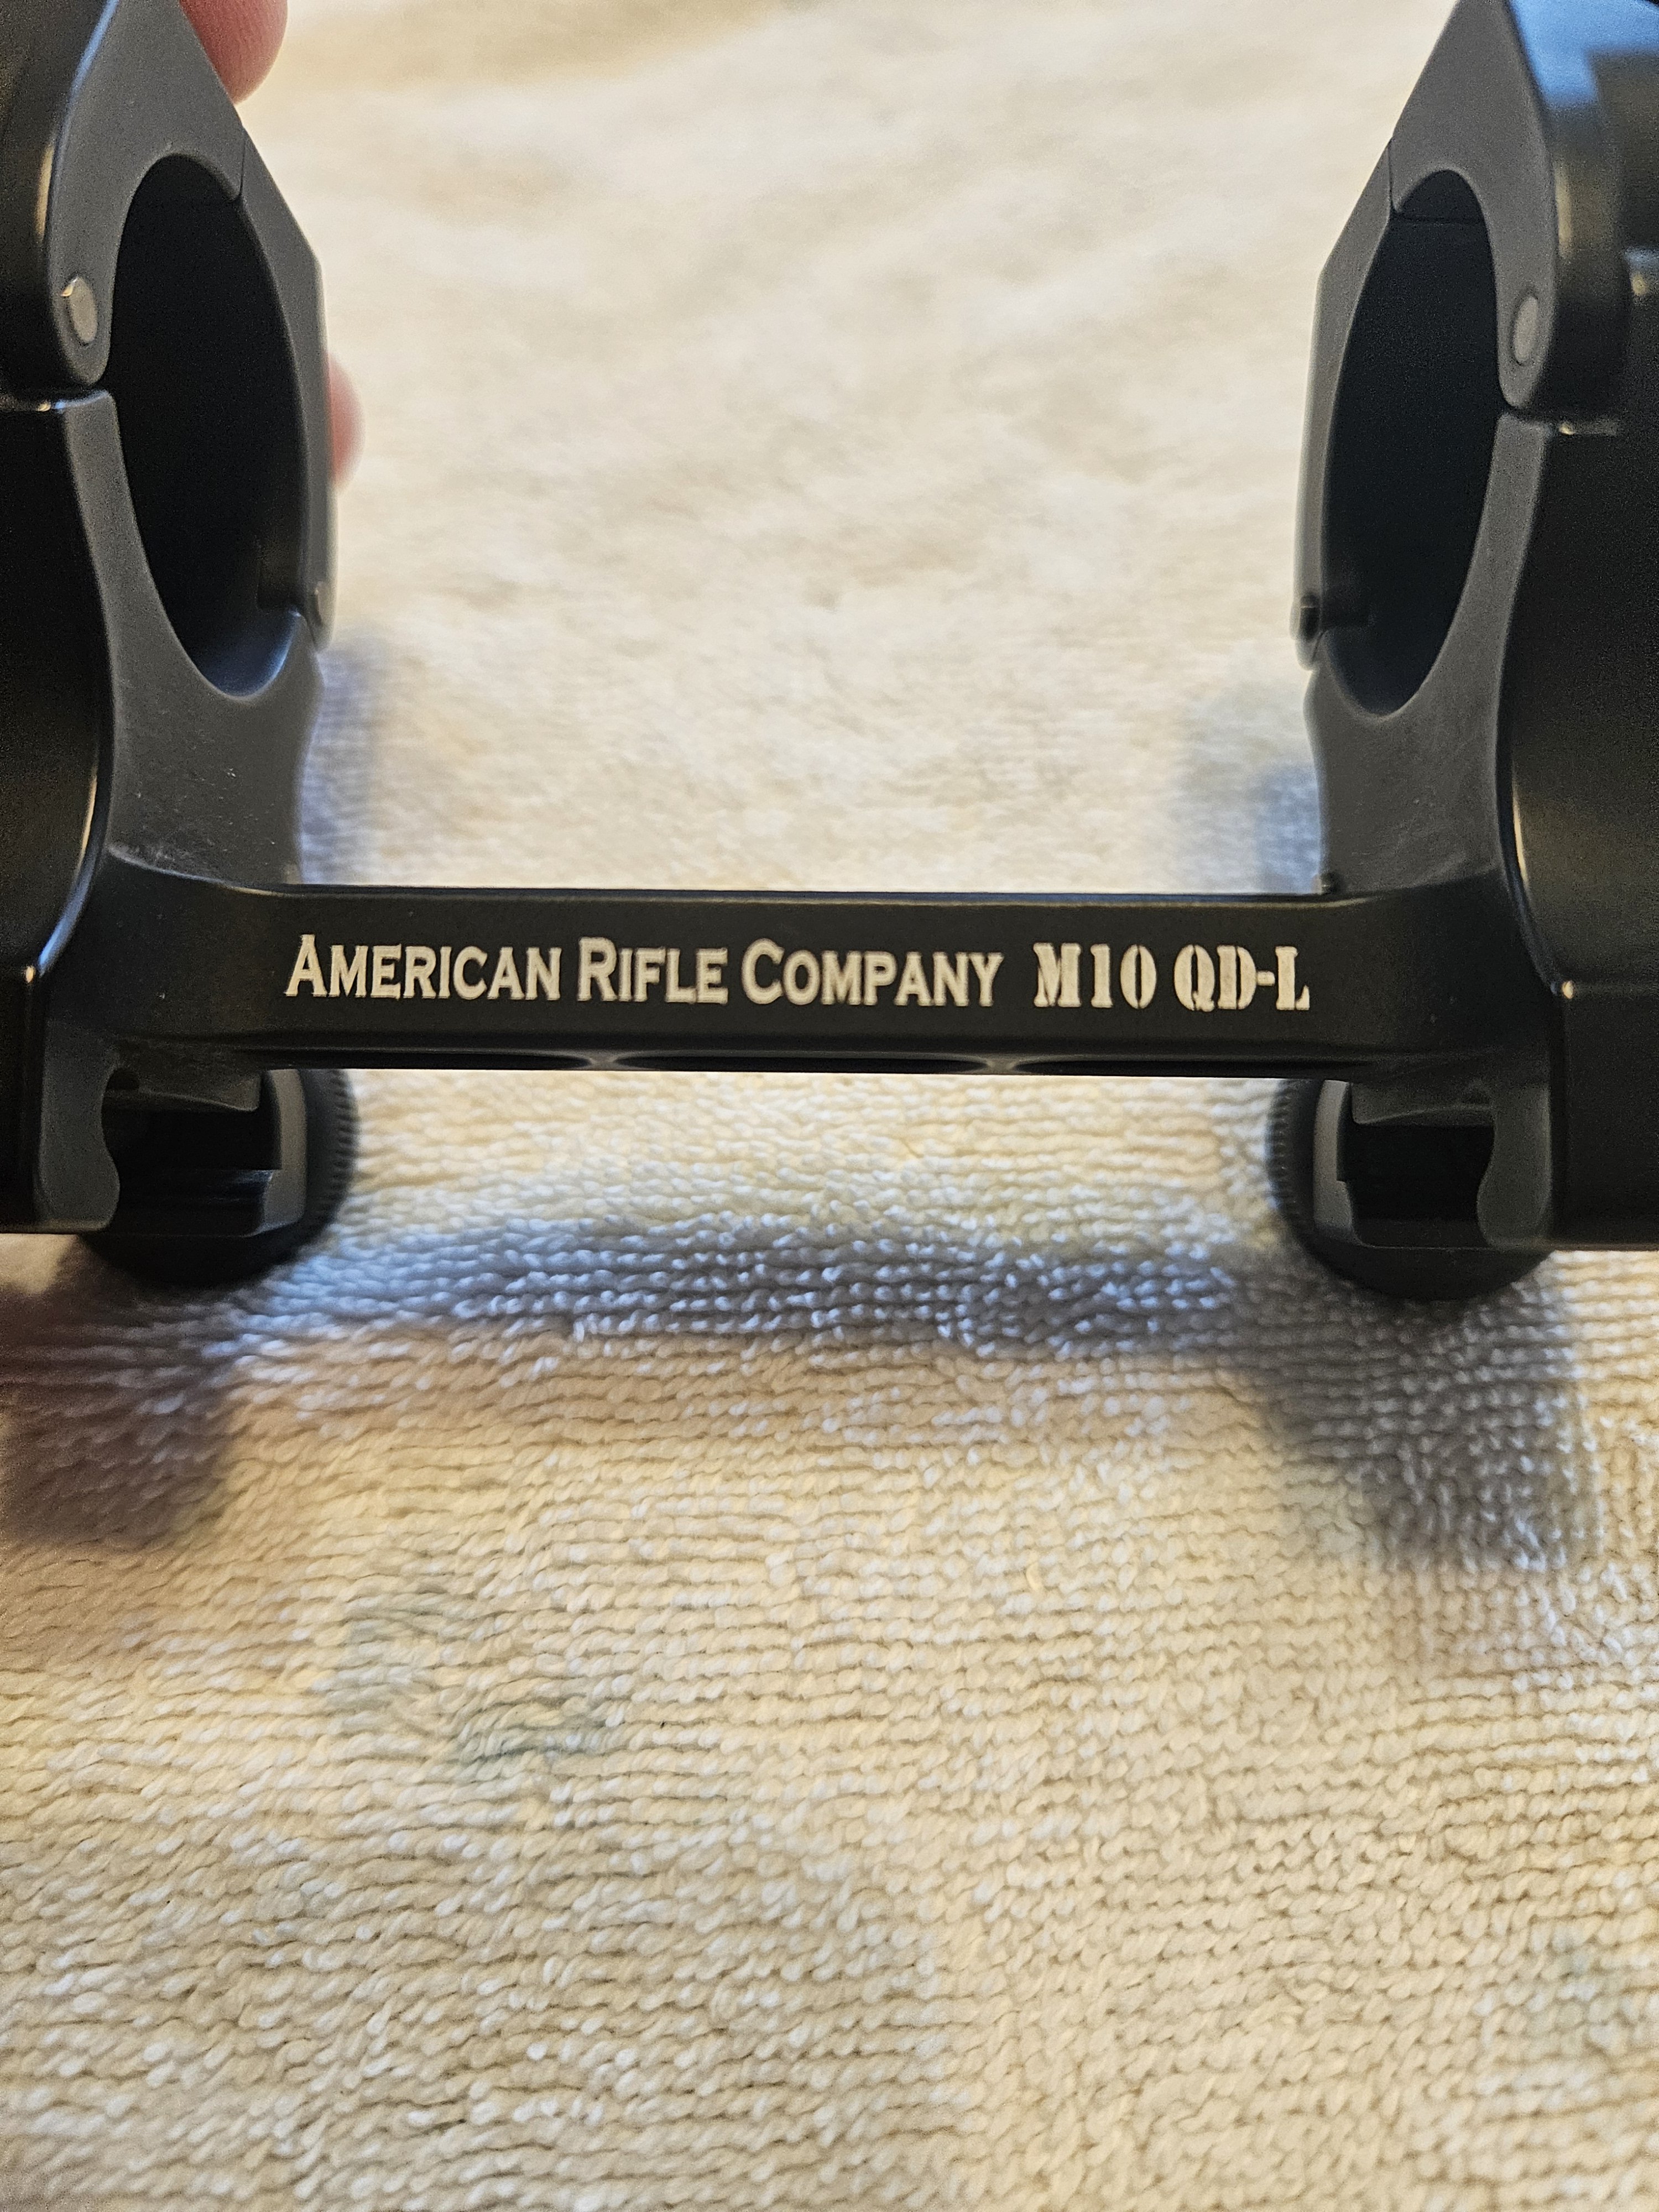 AMERICAN RIFLE COMPANY M10 QD-L